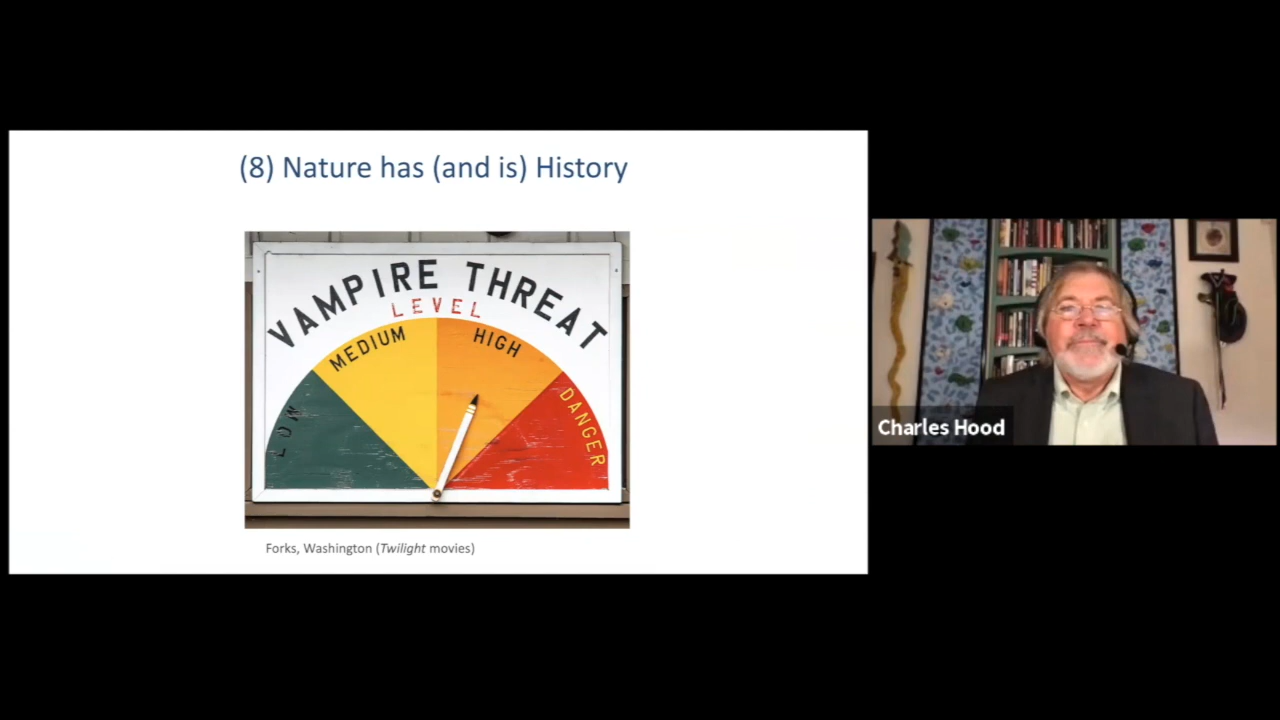 (8) Nature has (and is) History
VAMPIRE THREAT
LEVEL
LOW
MEDIUM
HIGH
DANGER
Forks, Washington (Twilight movies)
Charles Hood